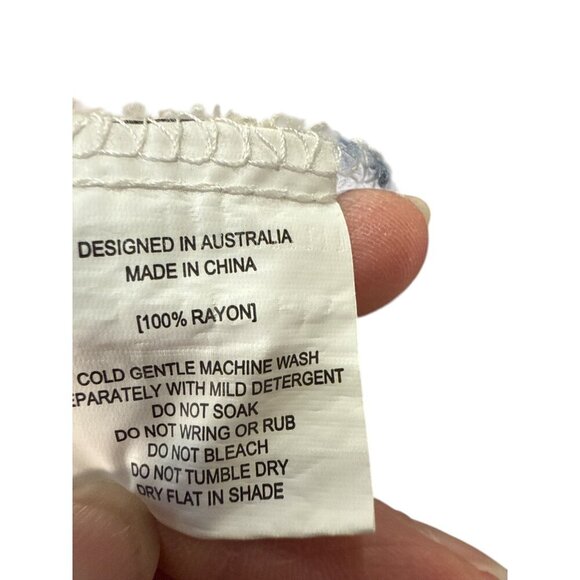 DESIGNED IN AUSTRALIA
MADE IN CHINA
[100% RAYON]
COLD GENTLE MACHINE WASH
EPARATELY WITH MILD DETERGENT
DO NOT SOAK
DO NOT WRING OR RUB
DO NOT BLEACH
DO NOT TUMBLE DRY
DRY FLAT IN SHADE